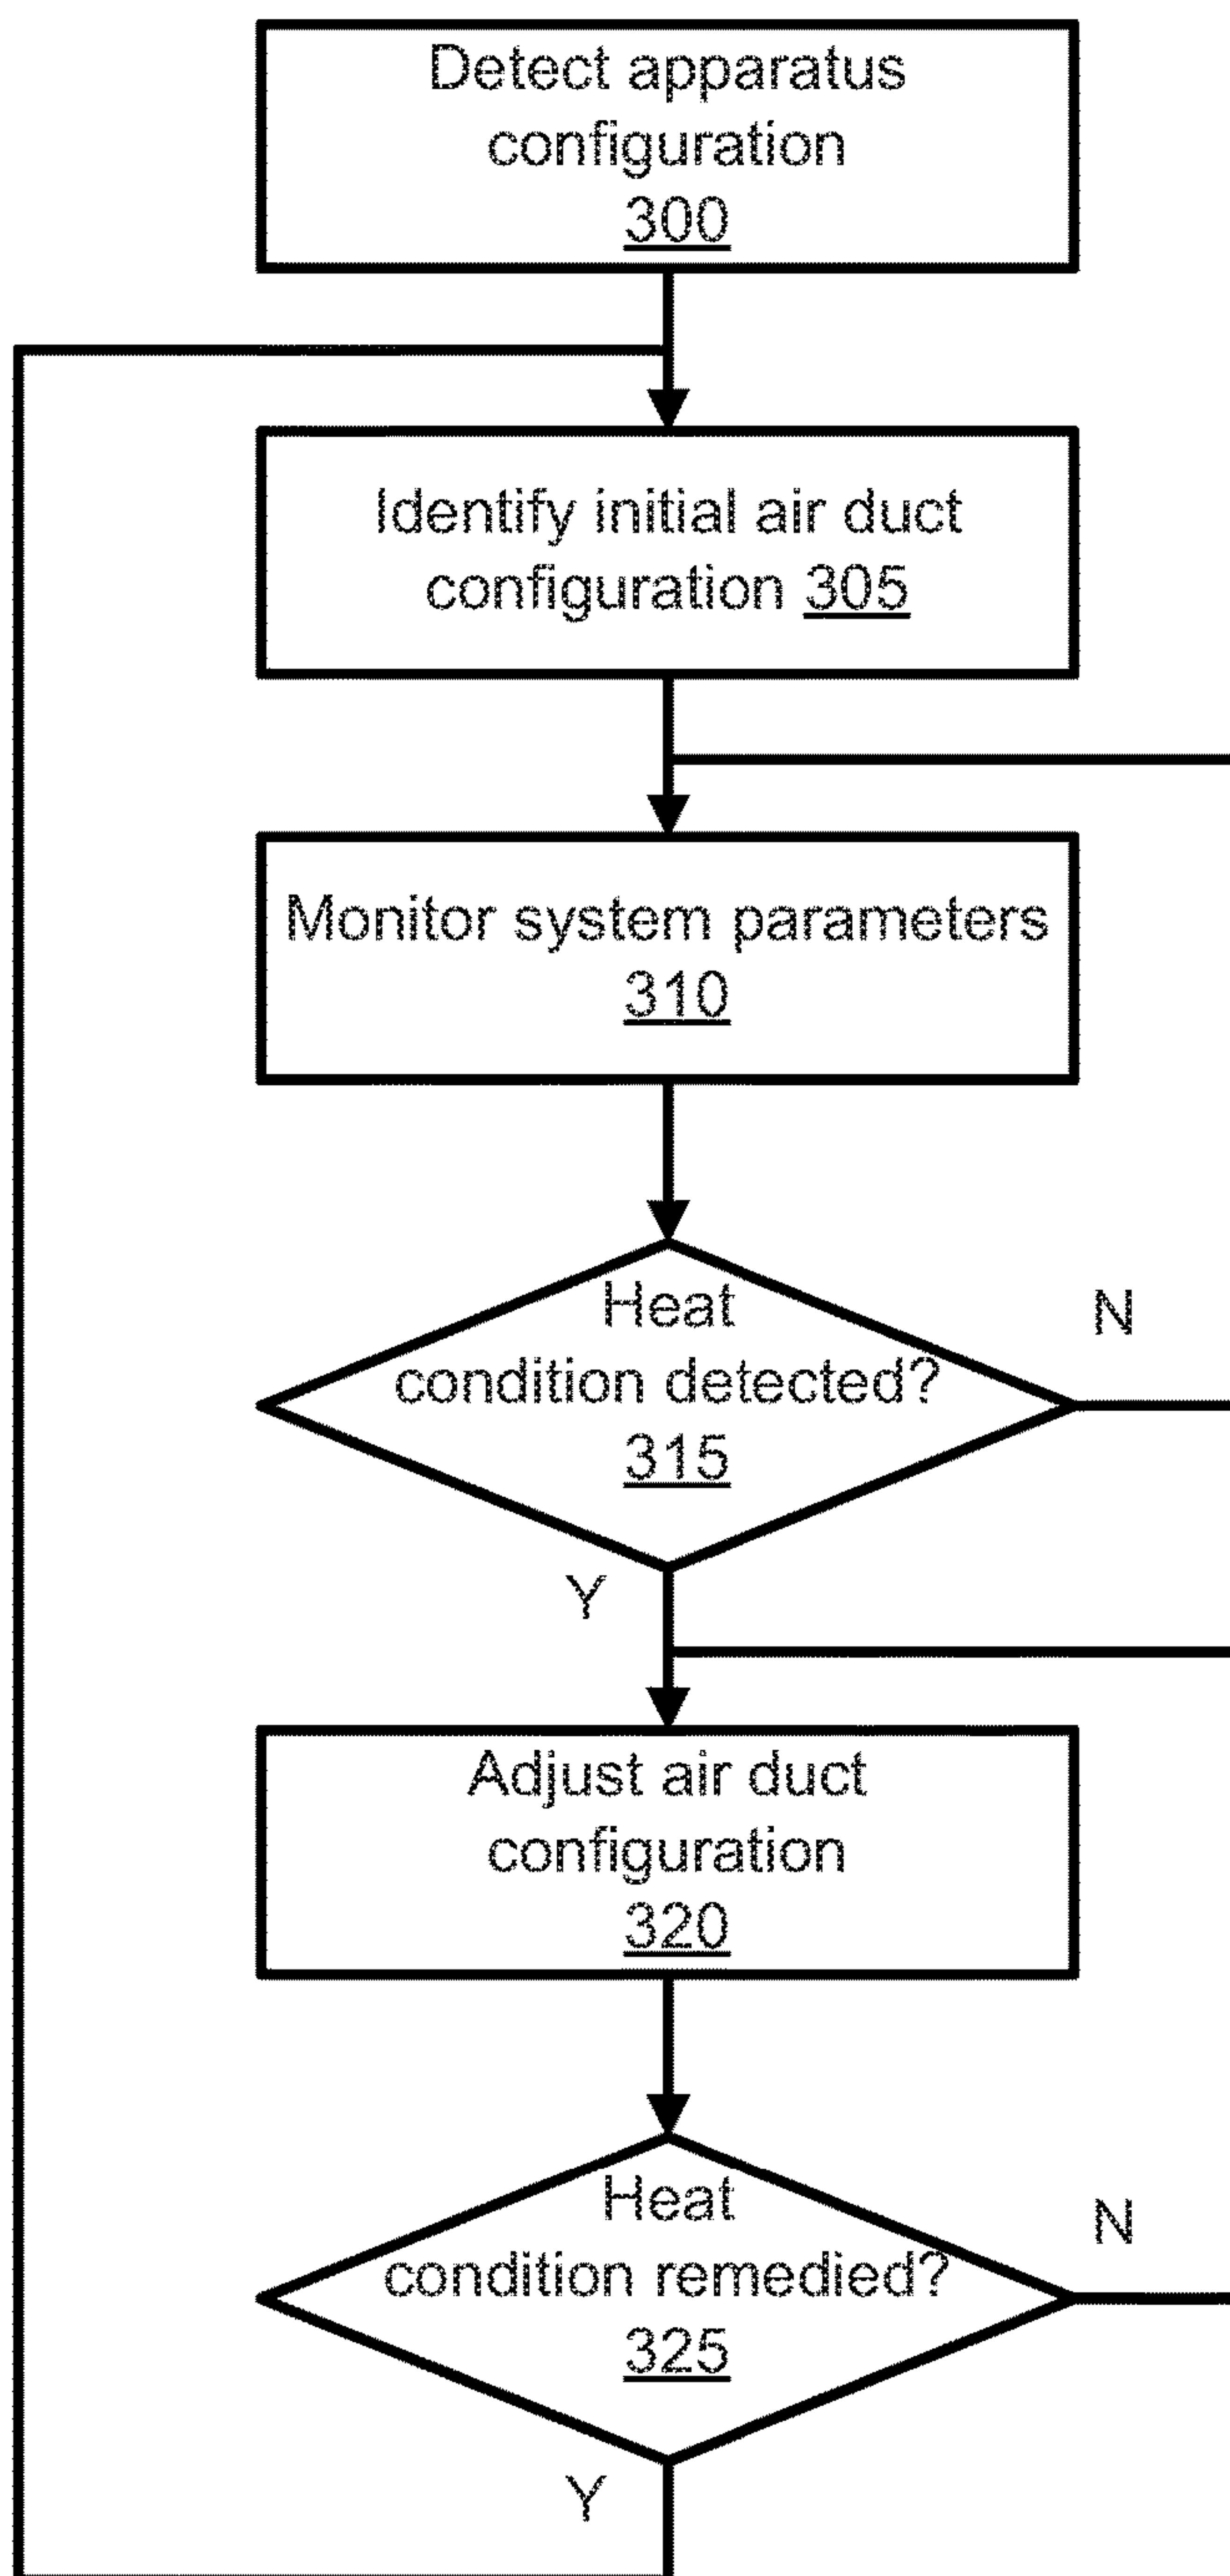 Detect apparatus
configuration
300
Identify initial air duct
configuration 305
Monitor system parameters
310
Heat
condition detected?
315
N
Y
Adjust air duct
configuration
320
Heat
condition remedied?
325
N
Y